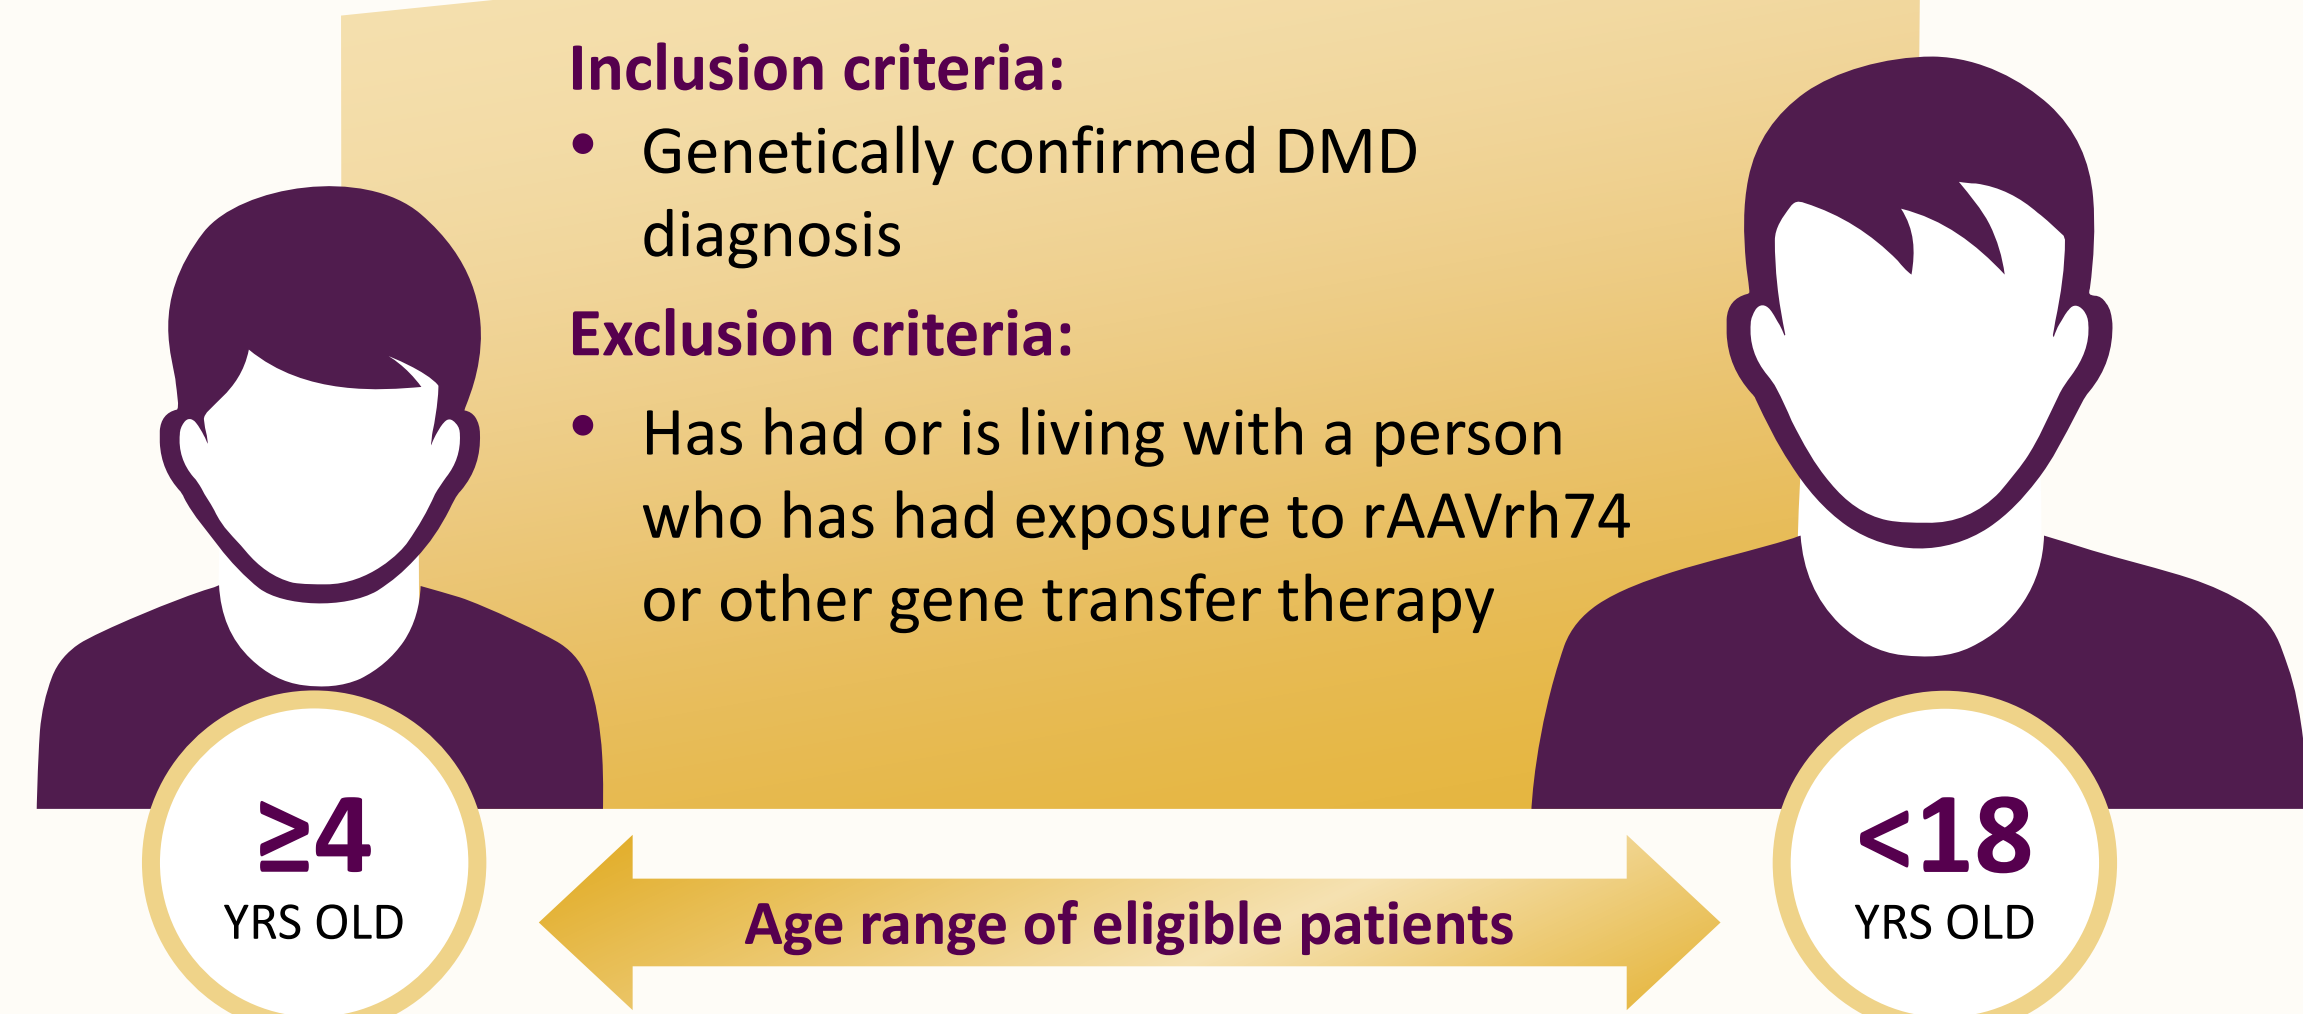 Inclusion criteria:
• Genetically confirmed DMD
diagnosis
Exclusion criteria:
• Has had or is living with a person
who has had exposure to rAAVrh74
or other gene transfer therapy
≥4
YRS OLD
Age range of eligible patients
<18
YRS OLD